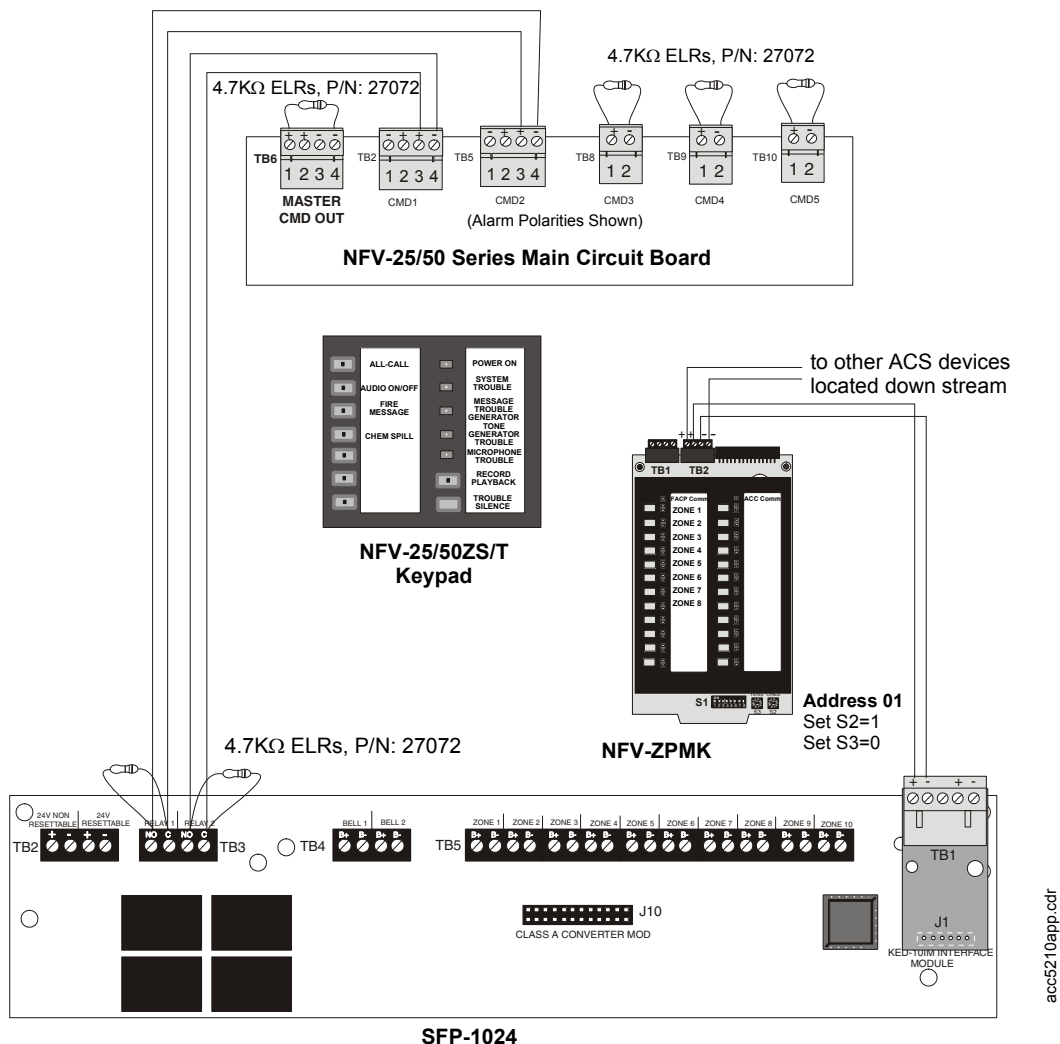 4.7KΩ ELRs, P/N: 27072
4.7KΩ ELRs, P/N: 27072
+ + - -
- + + -
- + + -
+ -
+ -
+ -
TB6
TB2
TB5
TB8
TB9
TB10
1 2 3 4
1 2 3 4
1 2 3 4
1 2
1 2
1 2
MASTER
CMD OUT
CMD1
CMD2
CMD3
CMD4
CMD5
(Alarm Polarities Shown)
NFV-25/50 Series Main Circuit Board
ALL-CALL
AUDIO ON/OFF
FIRE
MESSAGE
CHEM SPILL
POWER ON
SYSTEM
TROUBLE
MESSAGE
TROUBLE
GENERATOR
TONE
GENERATOR
TROUBLE
MICROPHONE
TROUBLE
RECORD
PLAYBACK
TROUBLE
SILENCE
NFV-25/50ZS/T
Keypad
to other ACS devices
located down stream
+ + - -
TB1
TB2
FACP Comm
ACC Comm
ZONE 1
ZONE 2
ZONE 3
ZONE 4
ZONE 5
ZONE 6
ZONE 7
ZONE 8
S1
S3
S2
Address 01
Set S2=1
Set S3=0
NFV-ZPMK
4.7KΩ ELRs, P/N: 27072
24V NON
RESETTABLE
24V
RESETTABLE
+ - + -
TB2
RELAY 1
RELAY 2
NO C NO C
TB3
TB4
BELL 1
BELL 2
B+ B- B+ B-
TB5
ZONE 1
ZONE 2
ZONE 3
ZONE 4
ZONE 5
ZONE 6
ZONE 7
ZONE 8
ZONE 9
ZONE 10
B+ B- B+ B- B+ B- B+ B- B+ B- B+ B- B+ B- B+ B- B+ B- B+ B-
+ - + -
TB1
J1
KED-10IM INTERFACE
MODULE
J10
CLASS A CONVERTER MOD
SFP-1024
acc5210app.cdr